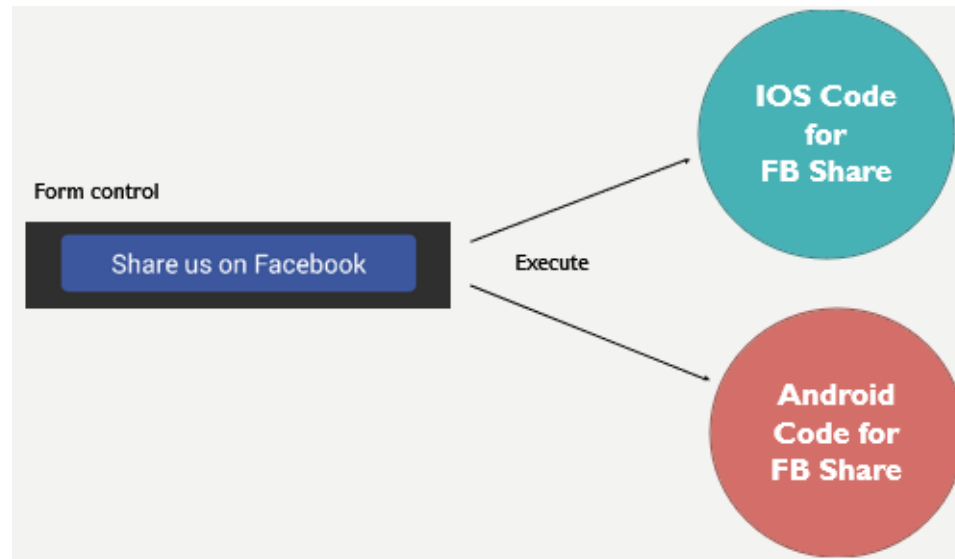 Form control
Share us on Facebook
Execute
IOS Code
for
FB Share
Android
Code for
FB Share